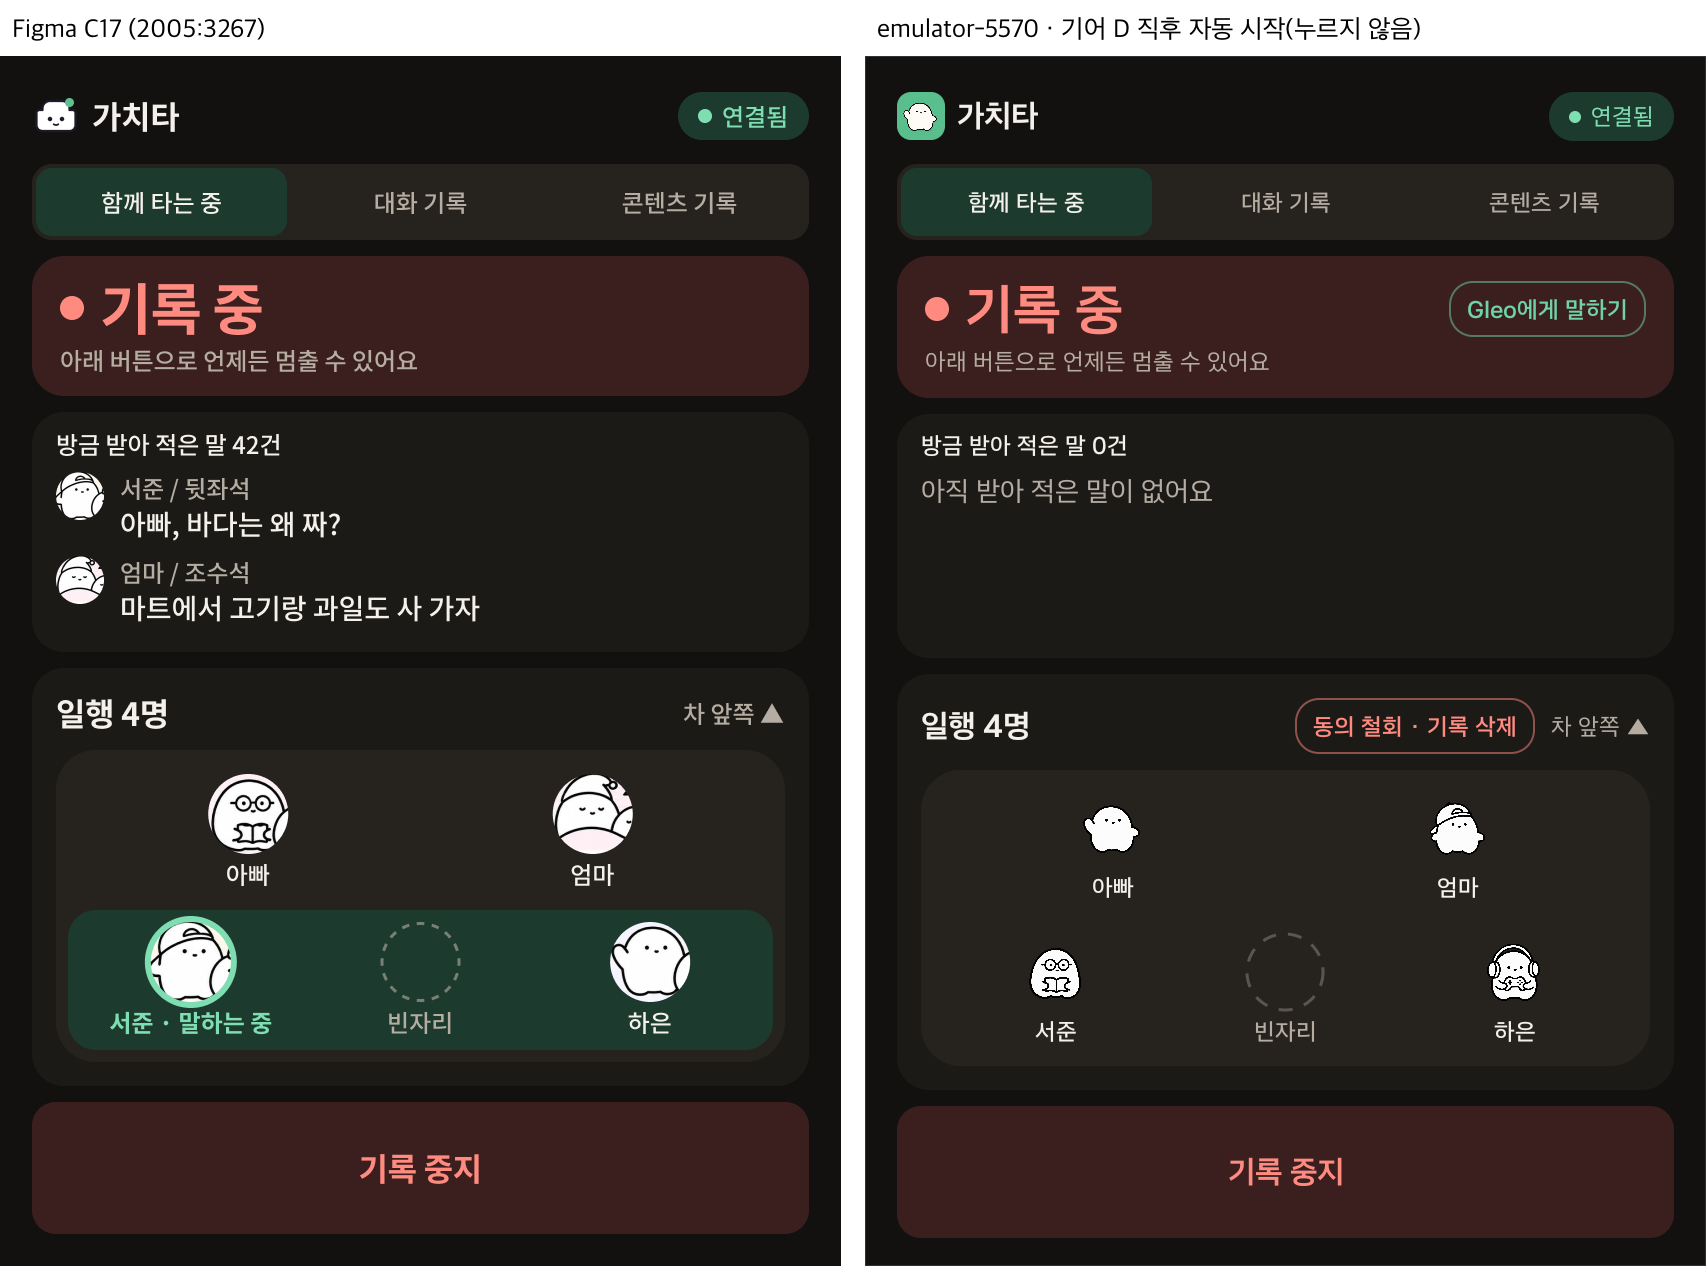 Figma C17 (2005:3267)
가치타
연결됨
함께 타는 중
대화 기록
콘텐츠 기록
기록 중
아래 버튼으로 언제든 멈출 수 있어요
방금 받아 적은 말 42건
서준 / 뒷좌석
아빠, 바다는 왜 짜?
엄마 / 조수석
마트에서 고기랑 과일도 사 가자
일행 4명
차 앞쪽 ▲
아빠
엄마
서준 · 말하는 중
빈자리
하은
기록 중지
emulator-5570 · 기어 D 직후 자동 시작(누르지 않음)
가치타
연결됨
함께 타는 중
대화 기록
콘텐츠 기록
기록 중
Gleo에게 말하기
아래 버튼으로 언제든 멈출 수 있어요
방금 받아 적은 말 0건
아직 받아 적은 말이 없어요
일행 4명
동의 철회 · 기록 삭제
차 앞쪽 ▲
아빠
엄마
서준
빈자리
하은
기록 중지